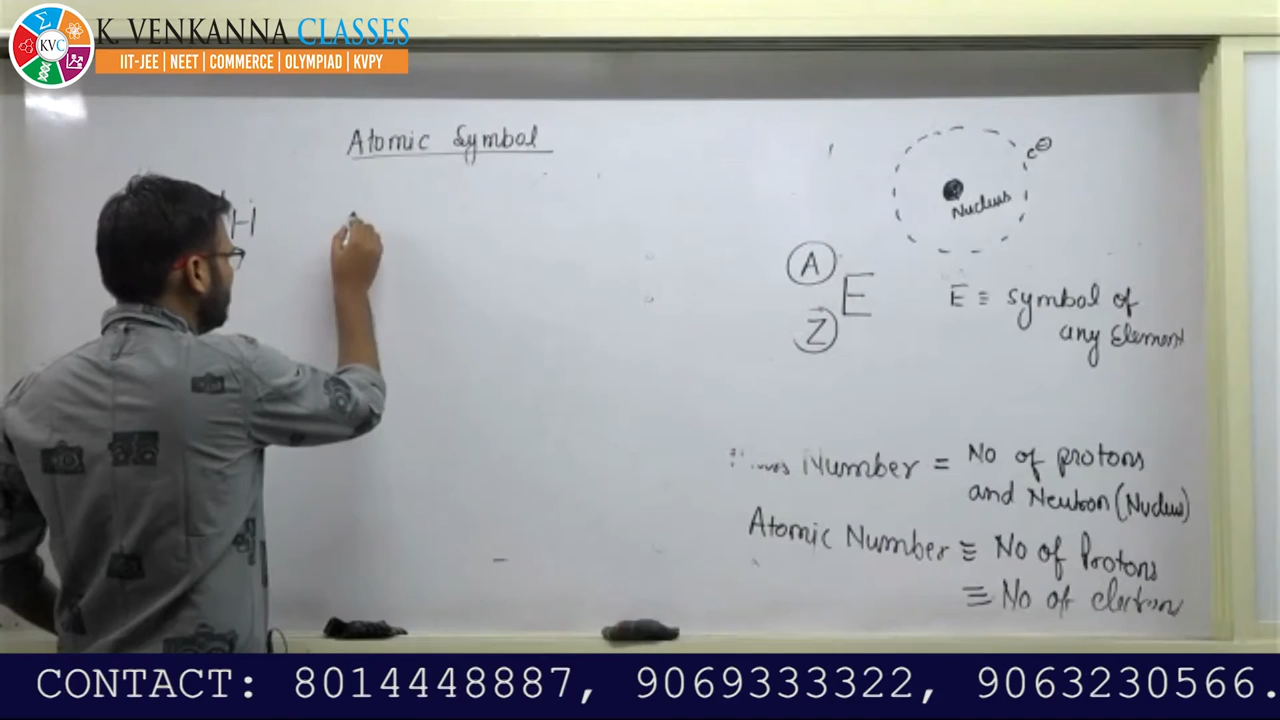 K. VENKANNA CLASSES
KVC
IIT-JEE | NEET | COMMERCE | OLYMPIAD | KVPY
Atomic Symbol
H
e⊖
Nucleus
A
Z
E
E ≡ symbol of
any Element
Number = No of protons
and Neutron (Nucleus)
Atomic Number ≡ No of Protons
≡ No of electron
CONTACT: 8014448887, 9069333322, 9063230566.